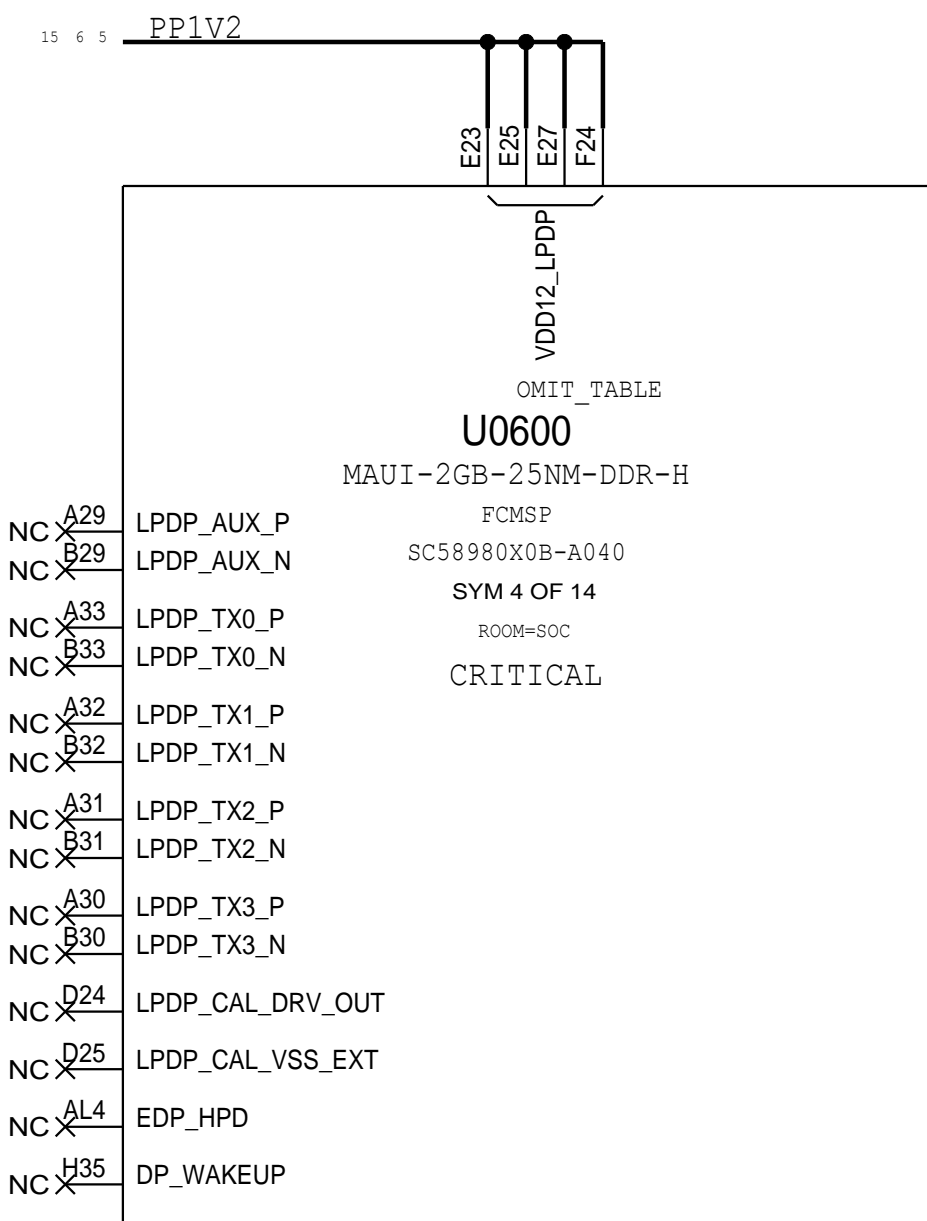 15 6 5 PP1V2
E23 E25 E27 F24
VDD12_LPDP
OMIT_TABLE
U0600
MAUI-2GB-25NM-DDR-H
FCMSP
SC58980X0B-A040
SYM 4 OF 14
ROOM=SOC
CRITICAL
NC A29 LPDP_AUX_P
NC B29 LPDP_AUX_N
NC A33 LPDP_TX0_P
NC B33 LPDP_TX0_N
NC A32 LPDP_TX1_P
NC B32 LPDP_TX1_N
NC A31 LPDP_TX2_P
NC B31 LPDP_TX2_N
NC A30 LPDP_TX3_P
NC B30 LPDP_TX3_N
NC D24 LPDP_CAL_DRV_OUT
NC D25 LPDP_CAL_VSS_EXT
NC AL4 EDP_HPD
NC H35 DP_WAKEUP